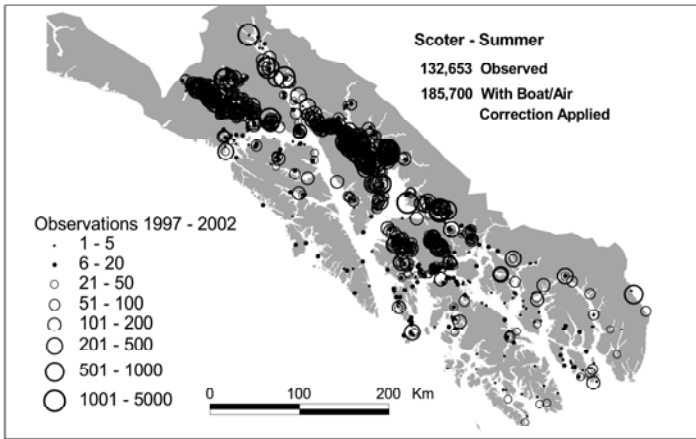 Scoter - Summer
132,653 Observed
185,700 With Boat/Air
Correction Applied
Observations 1997 - 2002
1 - 5
6 - 20
21 - 50
51 - 100
101 - 200
201 - 500
501 - 1000
1001 - 5000
0 100 200 Km